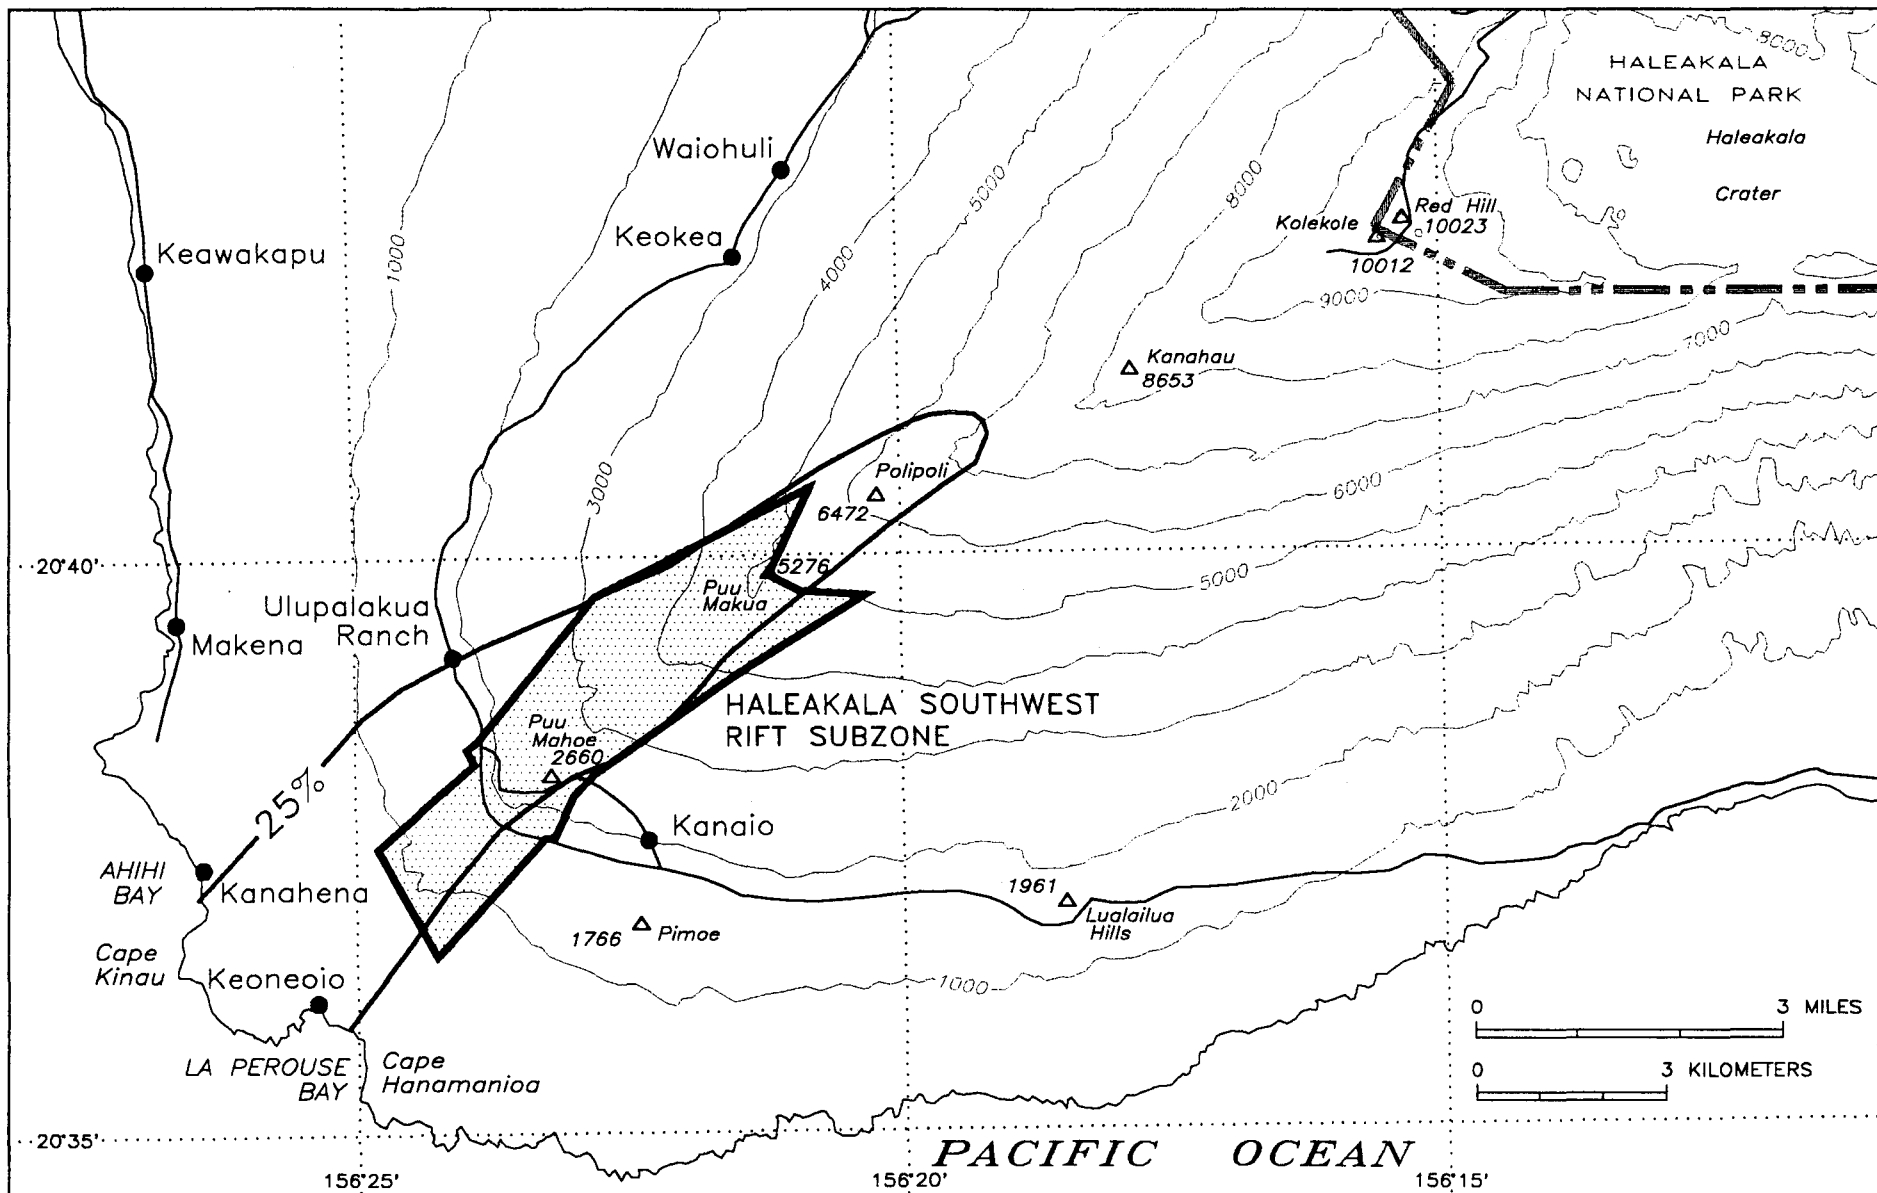 8000
HALEAKALA
NATIONAL PARK
Haleakala
Crater
Waiohuli
5000
8000
Red Hill
10023
Kolekole
10012
Keokea
1000
4000
Keawakapu
9000
7000
Kanahau
8653
Polipoli
6472
3000
6000
20°40'
5276
Puu
Makua
5000
Ulupalakua
Ranch
Makena
HALEAKALA SOUTHWEST
RIFT SUBZONE
Puu
Mahoe
2660
25%
2000
Kanaio
AHIHI
BAY
Kanahena
1961
Lualailua
Hills
1766
Pimoe
Cape
Kinau
Keoneoio
1000
0 3 MILES
LA PEROUSE
BAY
Cape
Hanamanioa
0 3 KILOMETERS
20°35'
PACIFIC OCEAN
156°25'
156°20'
156°15'